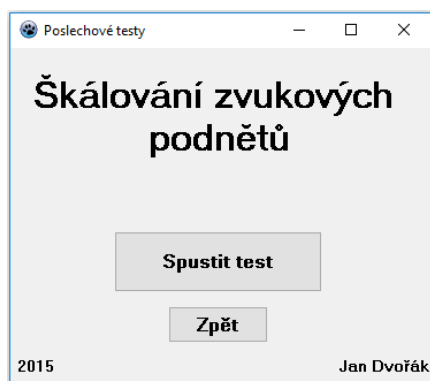 Poslechové testy
Škálování zvukových
podnětů
Spustit test
Zpět
2015 Jan Dvořák